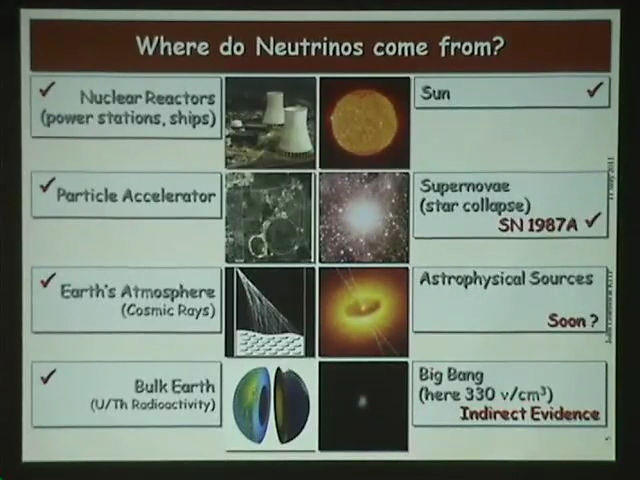 Where do Neutrinos come from?
✓ Nuclear Reactors
(power stations, ships)
Sun ✓
✓ Particle Accelerator
Supernovae
(star collapse)
SN 1987A ✓
✓ Earth's Atmosphere
(Cosmic Rays)
Astrophysical Sources
Soon ?
✓ Bulk Earth
(U/Th Radioactivity)
Big Bang
(here 330 ν/cm³)
Indirect Evidence